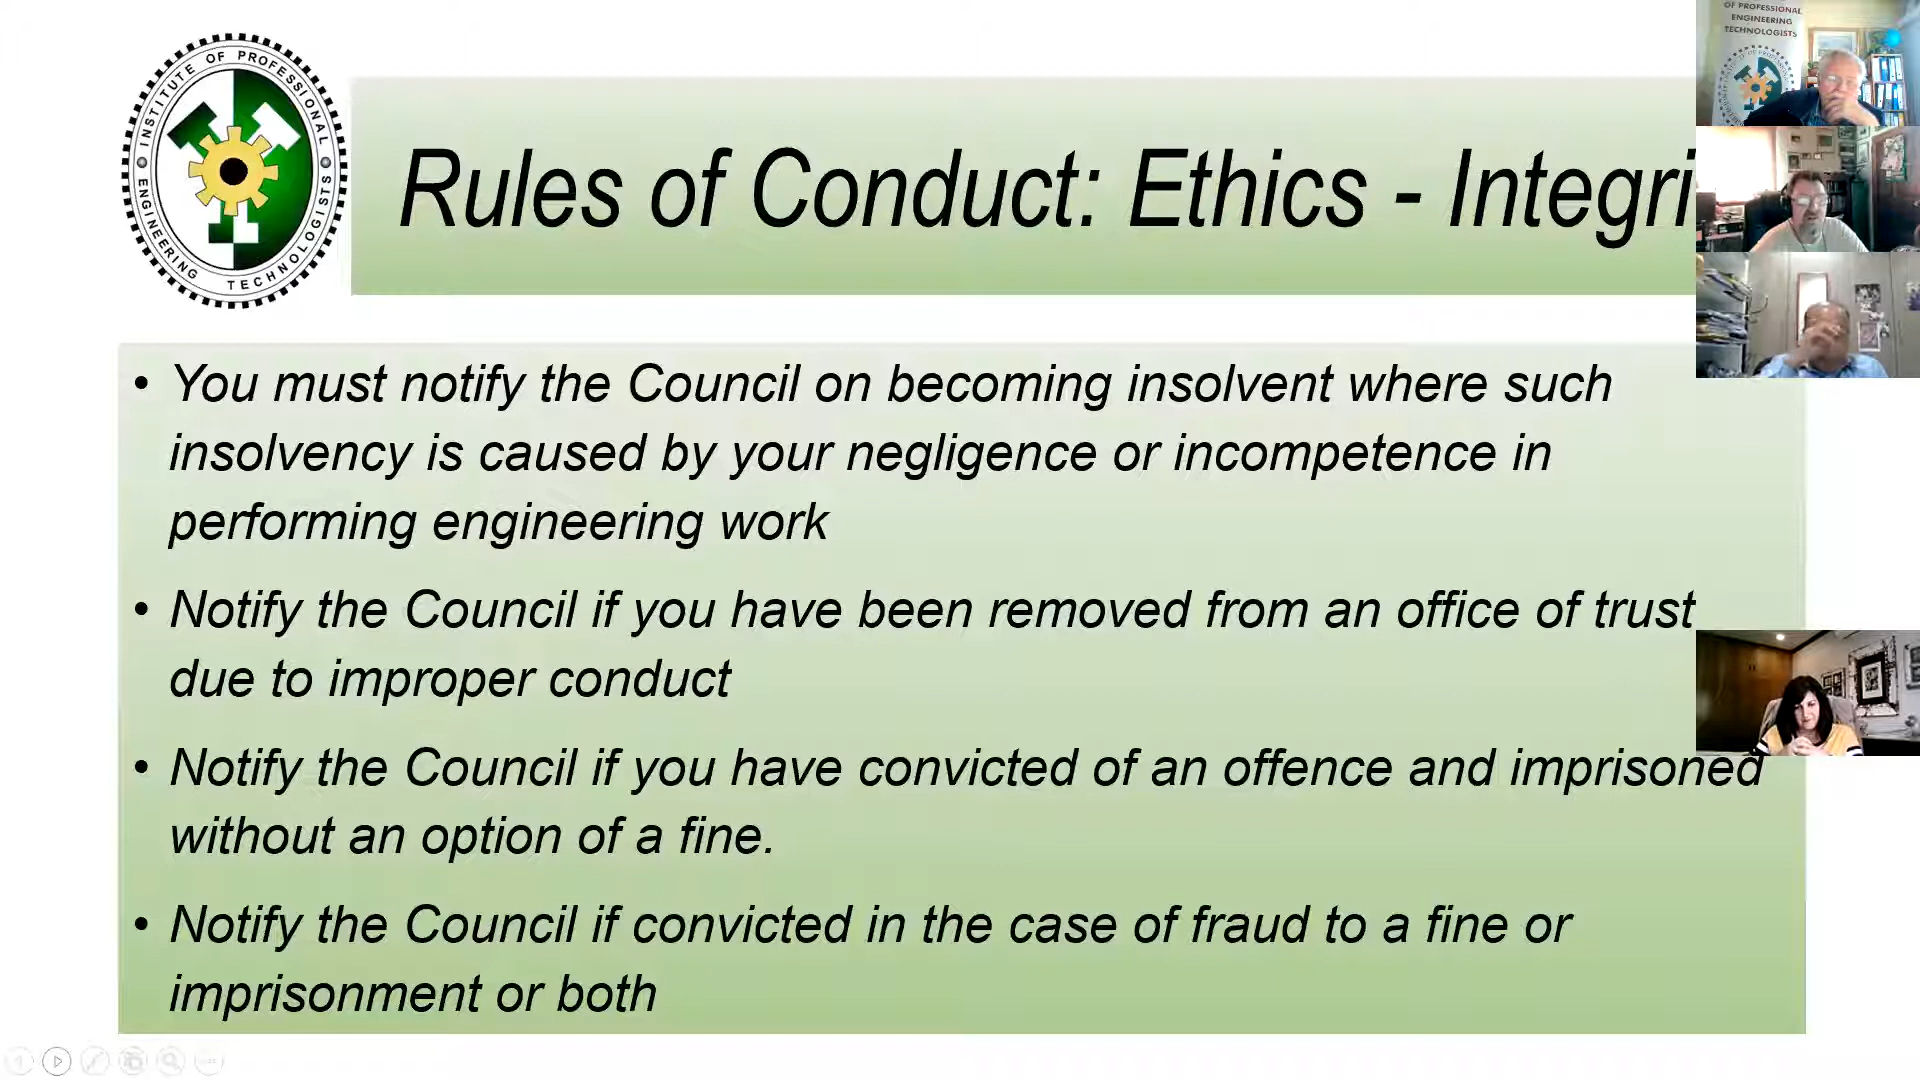 INSTITUTE OF PROFESSIONAL
ENGINEERING TECHNOLOGISTS
Rules of Conduct: Ethics - Integri
• You must notify the Council on becoming insolvent where such
insolvency is caused by your negligence or incompetence in
performing engineering work
• Notify the Council if you have been removed from an office of trust
due to improper conduct
• Notify the Council if you have convicted of an offence and imprisoned
without an option of a fine.
• Notify the Council if convicted in the case of fraud to a fine or
imprisonment or both
OF PROFESSIONAL
ENGINEERING
TECHNOLOGISTS